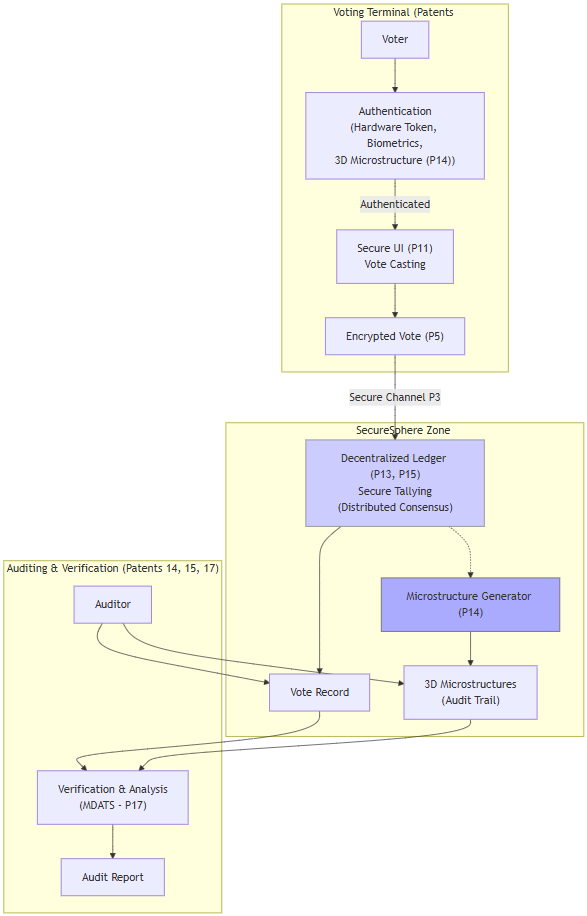 Voting Terminal (Patents
Voter
Authentication
(Hardware Token,
Biometrics,
3D Microstructure (P14))
Authenticated
Secure UI (P11)
Vote Casting
Encrypted Vote (P5)
Secure Channel P3
SecureSphere Zone
Decentralized Ledger
(P13, P15)
Secure Tallying
(Distributed Consensus)
Microstructure Generator
(P14)
Auditing & Verification (Patents 14, 15, 17)
Auditor
Vote Record
3D Microstructures
(Audit Trail)
Verification & Analysis
(MDATS - P17)
Audit Report